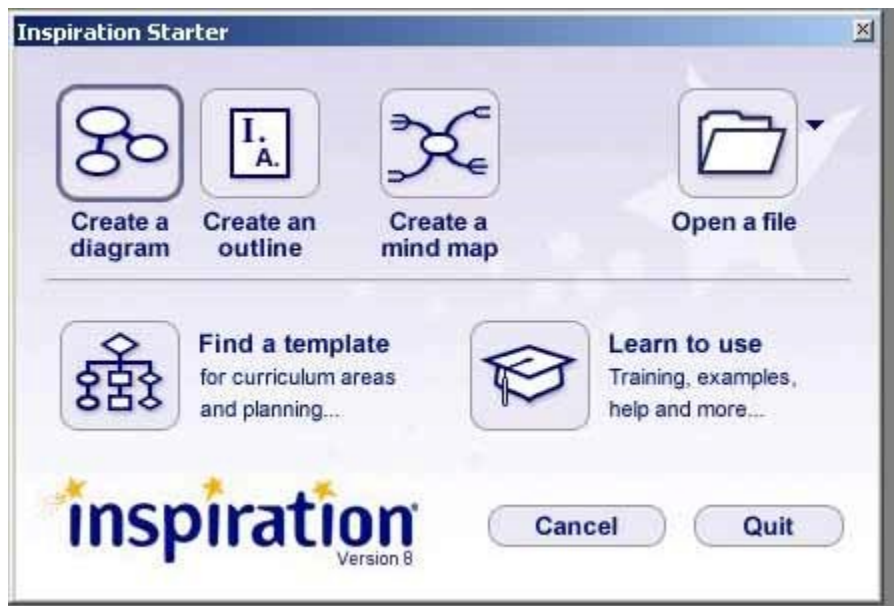 Inspiration Starter
I.
A.
Create a
diagram
Create an
outline
Create a
mind map
Open a file
Find a template
for curriculum areas
and planning...
Learn to use
Training, examples,
help and more...
inspiration®
Version 8
Cancel
Quit